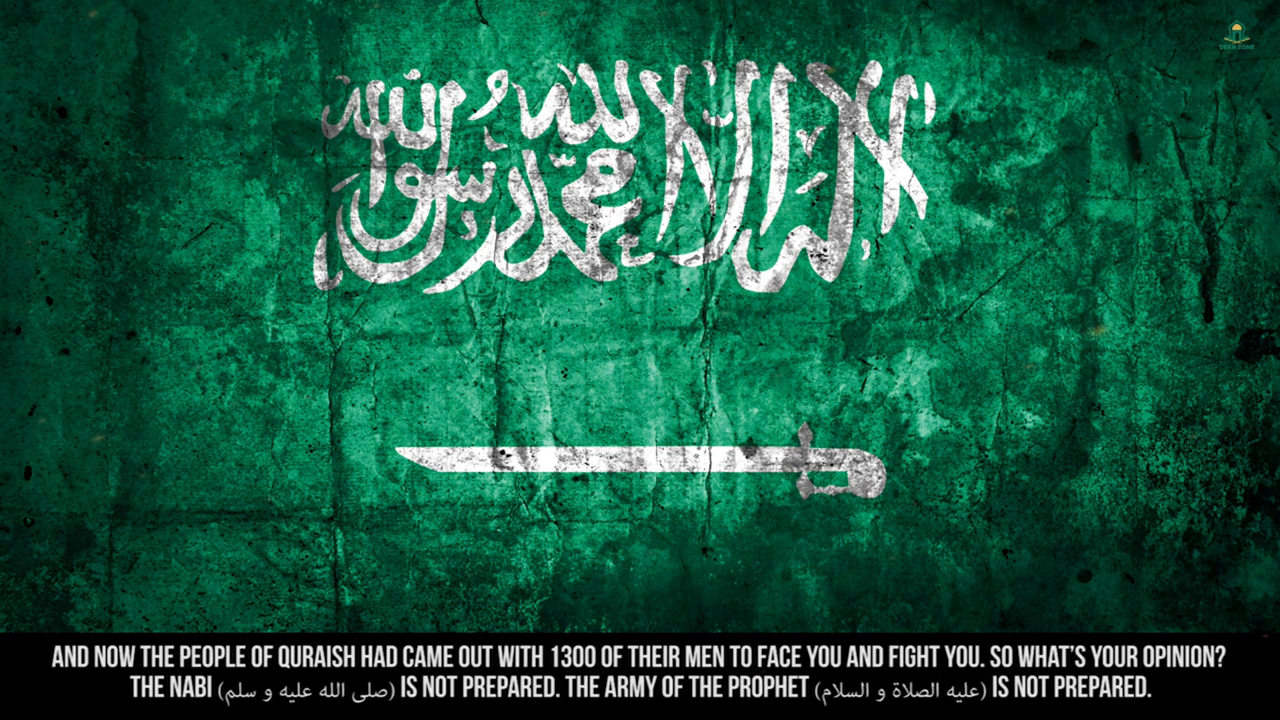 DEEN ZONE
لا إله إلا الله محمد رسول الله
AND NOW THE PEOPLE OF QURAISH HAD CAME OUT WITH 1300 OF THEIR MEN TO FACE YOU AND FIGHT YOU. SO WHAT'S YOUR OPINION?
THE NABI (صلى الله عليه و سلم) IS NOT PREPARED. THE ARMY OF THE PROPHET (عليه الصلاة و السلام) IS NOT PREPARED.